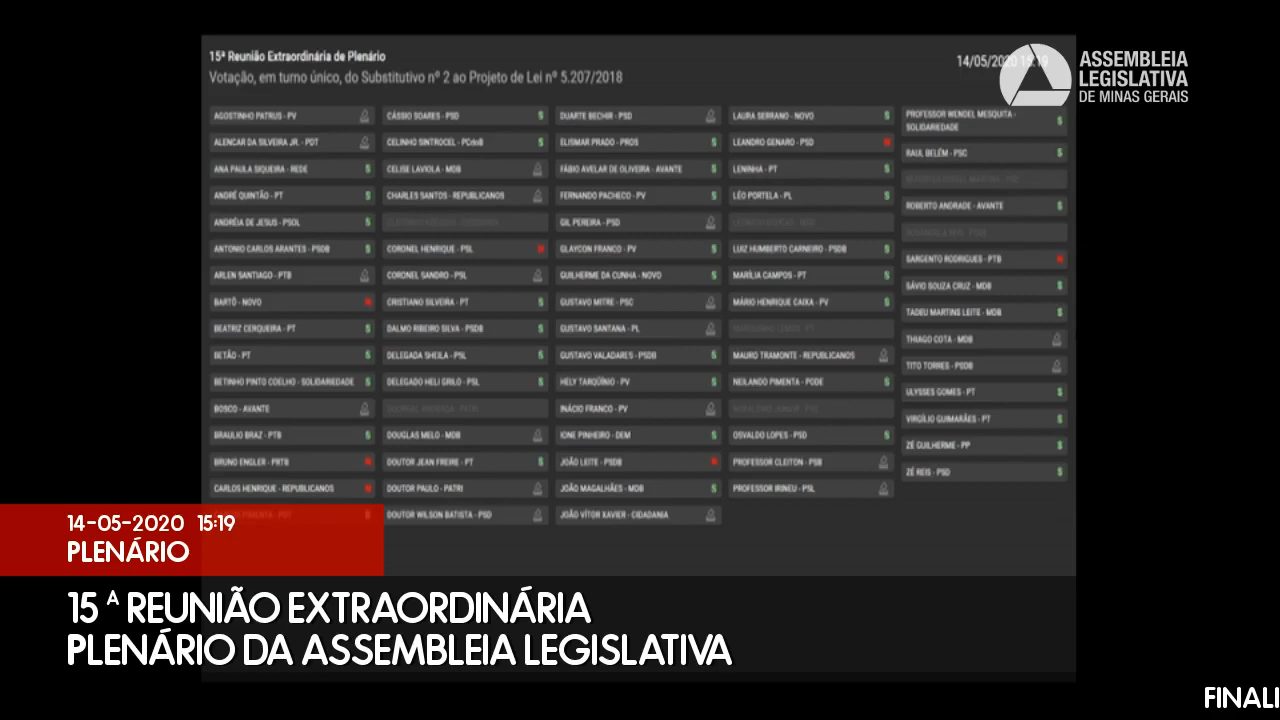 15ª Reunião Extraordinária de Plenário
14/05/2020 15:19
Votação, em turno único, do Substitutivo nº 2 ao Projeto de Lei nº 5.207/2018
ASSEMBLEIA
LEGISLATIVA
DE MINAS GERAIS
AGOSTINHO PATRUS - PV
ALENCAR DA SILVEIRA JR. - PDT
ANA PAULA SIQUEIRA - REDE S
ANDRÉ QUINTÃO - PT S
ANDRÉIA DE JESUS - PSOL S
ANTONIO CARLOS ARANTES - PSDB S
ARLEN SANTIAGO - PTB
BARTÔ - NOVO N
BEATRIZ CERQUEIRA - PT S
BETÃO - PT S
BETINHO PINTO COELHO - SOLIDARIEDADE S
BOSCO - AVANTE
BRAULIO BRAZ - PTB S
BRUNO ENGLER - PRTB N
CARLOS HENRIQUE - REPUBLICANOS N
CARLOS PIMENTA - PDT S
CÁSSIO SOARES - PSD S
CELINHO SINTROCEL - PCdoB S
CELISE LAVIOLA - MDB
CHARLES SANTOS - REPUBLICANOS
CORONEL HENRIQUE - PSL N
CORONEL SANDRO - PSL
CRISTIANO SILVEIRA - PT S
DALMO RIBEIRO SILVA - PSDB S
DELEGADA SHEILA - PSL S
DELEGADO HELI GRILO - PSL S
DOUGLAS MELO - MDB
DOUTOR JEAN FREIRE - PT S
DOUTOR PAULO - PATRI
DOUTOR WILSON BATISTA - PSD
DUARTE BECHIR - PSD
ELISMAR PRADO - PROS S
FÁBIO AVELAR DE OLIVEIRA - AVANTE S
FERNANDO PACHECO - PV S
GIL PEREIRA - PSD
GLAYCON FRANCO - PV S
GUILHERME DA CUNHA - NOVO S
GUSTAVO MITRE - PSC
GUSTAVO SANTANA - PL
GUSTAVO VALADARES - PSDB S
HELY TARQÜÍNIO - PV S
INÁCIO FRANCO - PV
IONE PINHEIRO - DEM S
JOÃO LEITE - PSDB N
JOÃO MAGALHÃES - MDB S
JOÃO VÍTOR XAVIER - CIDADANIA
LAURA SERRANO - NOVO S
LEANDRO GENARO - PSD N
LENINHA - PT S
LÉO PORTELA - PL S
LUIZ HUMBERTO CARNEIRO - PSDB S
MARÍLIA CAMPOS - PT S
MÁRIO HENRIQUE CAIXA - PV S
MAURO TRAMONTE - REPUBLICANOS
NEILANDO PIMENTA - PODE S
OSVALDO LOPES - PSD S
PROFESSOR CLEITON - PSB
PROFESSOR IRINEU - PSL
PROFESSOR WENDEL MESQUITA -
SOLIDARIEDADE S
RAUL BELÉM - PSC S
ROBERTO ANDRADE - AVANTE S
SARGENTO RODRIGUES - PTB N
SÁVIO SOUZA CRUZ - MDB S
TADEU MARTINS LEITE - MDB S
THIAGO COTA - MDB
TITO TORRES - PSDB
ULYSSES GOMES - PT S
VIRGÍLIO GUIMARÃES - PT S
ZÉ GUILHERME - PP S
ZÉ REIS - PSD S
14-05-2020 15:19
PLENÁRIO
15 ª REUNIÃO EXTRAORDINÁRIA
PLENÁRIO DA ASSEMBLEIA LEGISLATIVA
FINALI